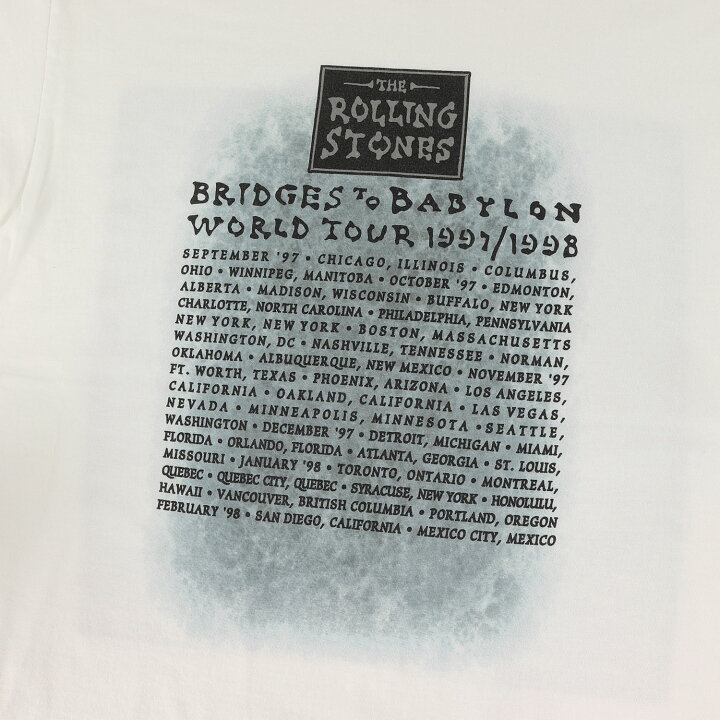 THE
ROLLING
STONES
BRIDGES TO BABYLON
WORLD TOUR 1997/1998
SEPTEMBER '97 • CHICAGO, ILLINOIS • COLUMBUS,
OHIO • WINNIPEG, MANITOBA • OCTOBER '97 • EDMONTON,
ALBERTA • MADISON, WISCONSIN • BUFFALO, NEW YORK
CHARLOTTE, NORTH CAROLINA • PHILADELPHIA, PENNSYLVANIA
NEW YORK, NEW YORK • BOSTON, MASSACHUSETTS
WASHINGTON, DC • NASHVILLE, TENNESSEE • NORMAN,
OKLAHOMA • ALBUQUERQUE, NEW MEXICO • NOVEMBER '97
FT. WORTH, TEXAS • PHOENIX, ARIZONA • LOS ANGELES,
CALIFORNIA • OAKLAND, CALIFORNIA • LAS VEGAS,
NEVADA • MINNEAPOLIS, MINNESOTA • SEATTLE,
WASHINGTON • DECEMBER '97 • DETROIT, MICHIGAN • MIAMI,
FLORIDA • ORLANDO, FLORIDA • ATLANTA, GEORGIA • ST. LOUIS,
MISSOURI • JANUARY '98 • TORONTO, ONTARIO • MONTREAL,
QUEBEC • QUEBEC CITY, QUEBEC • SYRACUSE, NEW YORK • HONOLULU,
HAWAII • VANCOUVER, BRITISH COLUMBIA • PORTLAND, OREGON
FEBRUARY '98 • SAN DIEGO, CALIFORNIA • MEXICO CITY, MEXICO